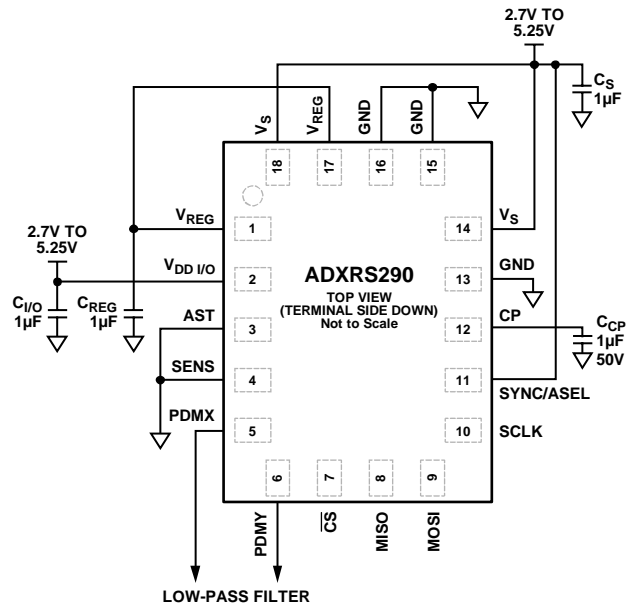 2.7V TO
5.25V
CS
1µF
VS
VREG
GND
GND
18
17
16
15
VREG
1
14
VS
2.7V TO
5.25V
VDD I/O
2
ADXRS290
TOP VIEW
(TERMINAL SIDE DOWN)
Not to Scale
13
GND
CI/O
1µF
CREG
1µF
AST
3
12
CP
CCP
1µF
50V
SENS
4
11
SYNC/ASEL
PDMX
5
10
SCLK
6
7
8
9
PDMY
CS
MISO
MOSI
LOW-PASS FILTER